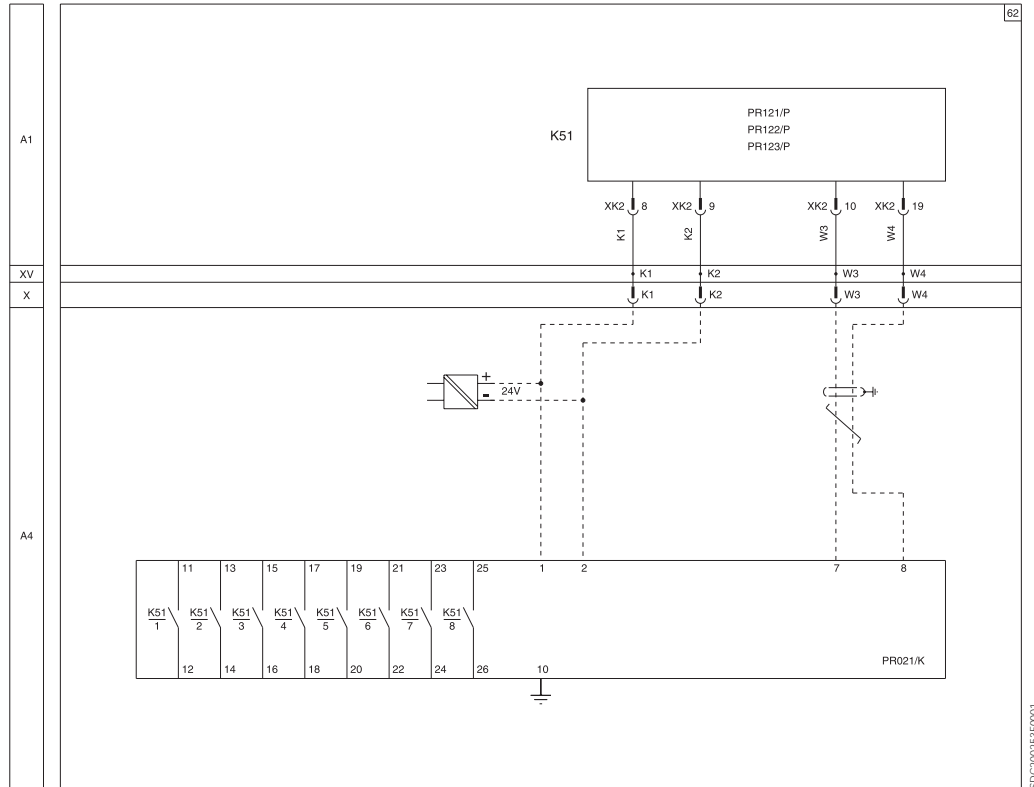 62
A1
K51
PR121/P
PR122/P
PR123/P
XK2 8 XK2 9 XK2 10 XK2 19
K1 K2 W3 W4
XV K1 K2 W3 W4
X K1 K2 W3 W4
+
24V
-
A4
11 13 15 17 19 21 23 25 1 2 7 8
K51 K51 K51 K51 K51 K51 K51 K51
1 2 3 4 5 6 7 8
PR021/K
12 14 16 18 20 22 24 26 10